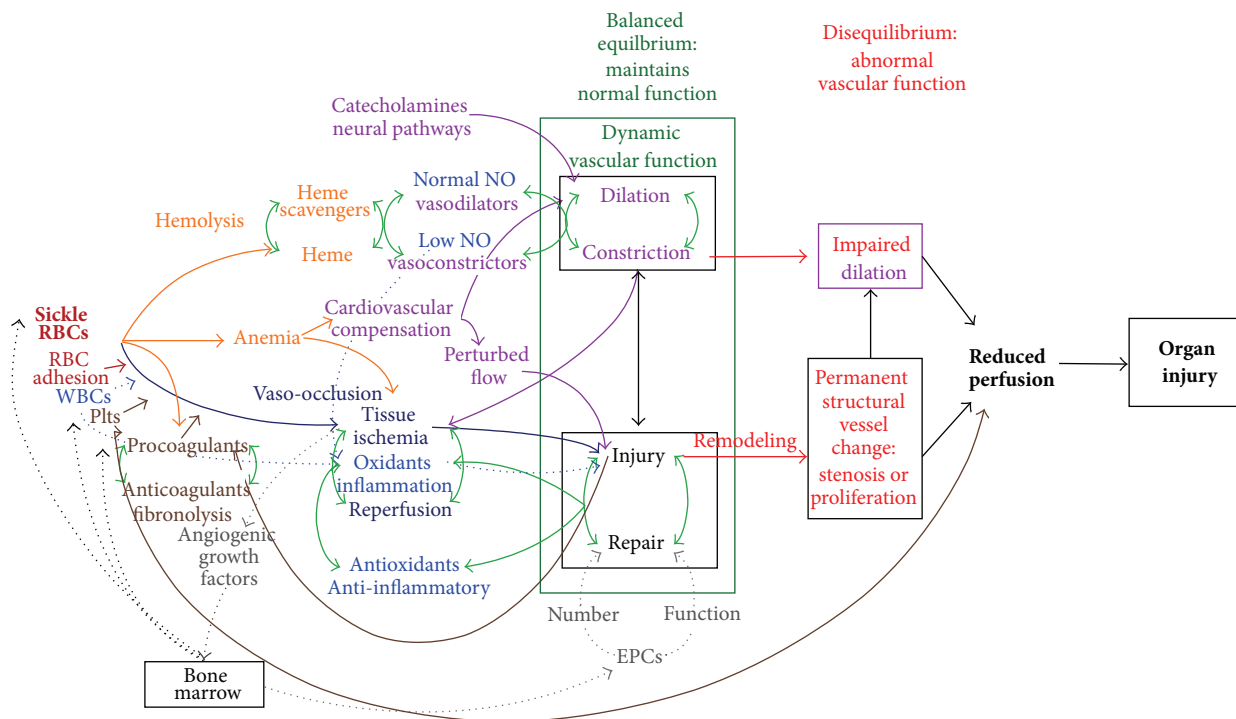 Balanced
equilbrium:
maintains
normal function
Disequilibrium:
abnormal
vascular function
Catecholamines
neural pathways
Dynamic
vascular function
Hemolysis
Heme
scavengers
Heme
Normal NO
vasodilators
Low NO
vasoconstrictors
Dilation
Constriction
Impaired
dilation
Sickle
RBCs
RBC
adhesion
WBCs
Plts
Anemia
Cardiovascular
compensation
Perturbed
flow
Vaso-occlusion
Tissue
ischemia
Oxidants
inflammation
Reperfusion
Procoagulants
Anticoagulants
fibronolysis
Angiogenic
growth
factors
Antioxidants
Anti-inflammatory
Injury
Repair
Remodeling
Permanent
structural
vessel
change:
stenosis or
proliferation
Reduced
perfusion
Organ
injury
Number
Function
EPCs
Bone
marrow